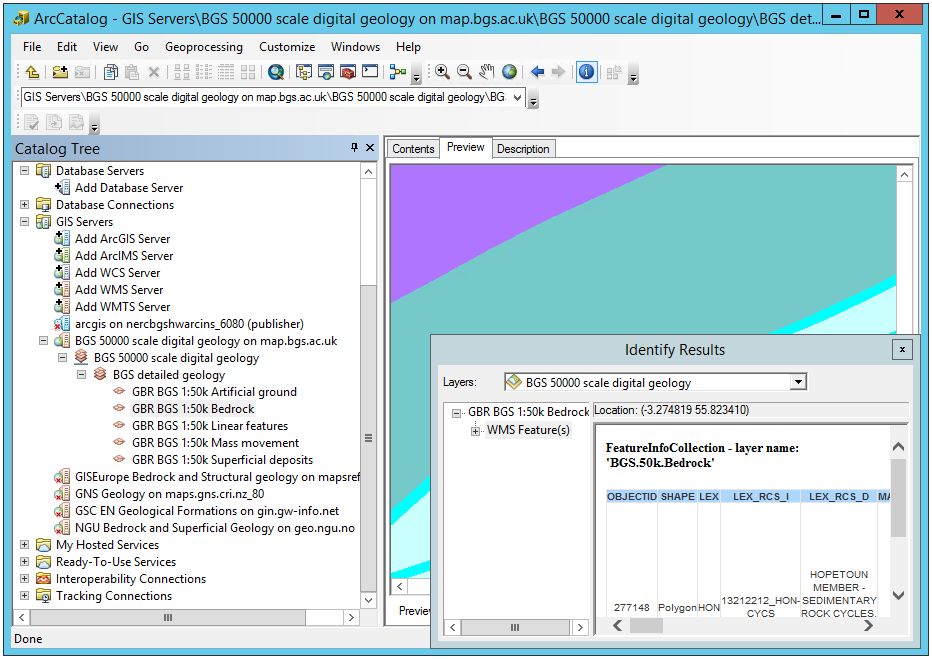 ArcCatalog - GIS Servers\BGS 50000 scale digital geology on map.bgs.ac.uk\BGS 50000 scale digital geology\BGS det...
File Edit View Go Geoprocessing Customize Windows Help
GIS Servers\BGS 50000 scale digital geology on map.bgs.ac.uk\BGS 50000 scale digital geology\BG
Catalog Tree
Database Servers
Add Database Server
Database Connections
GIS Servers
Add ArcGIS Server
Add ArcIMS Server
Add WCS Server
Add WMS Server
Add WMTS Server
arcgis on nercbgshwarcins_6080 (publisher)
BGS 50000 scale digital geology on map.bgs.ac.uk
BGS 50000 scale digital geology
BGS detailed geology
GBR BGS 1:50k Artificial ground
GBR BGS 1:50k Bedrock
GBR BGS 1:50k Linear features
GBR BGS 1:50k Mass movement
GBR BGS 1:50k Superficial deposits
GISEurope Bedrock and Structural geology on mapsref
GNS Geology on maps.gns.cri.nz_80
GSC EN Geological Formations on gin.gw-info.net
NGU Bedrock and Superficial Geology on geo.ngu.no
My Hosted Services
Ready-To-Use Services
Interoperability Connections
Tracking Connections
Done
Contents Preview Description
Previe
Identify Results
x
Layers: BGS 50000 scale digital geology
GBR BGS 1:50k Bedrock
WMS Feature(s)
Location: (-3.274819 55.823410)
FeatureInfoCollection - layer name:
'BGS.50k.Bedrock'
OBJECTID SHAPE LEX LEX_RCS_I LEX_RCS_D MA
277148 Polygon HON 13212212_HON-
CYCS
HOPETOUN
MEMBER -
SEDIMENTARY
ROCK CYCLES,